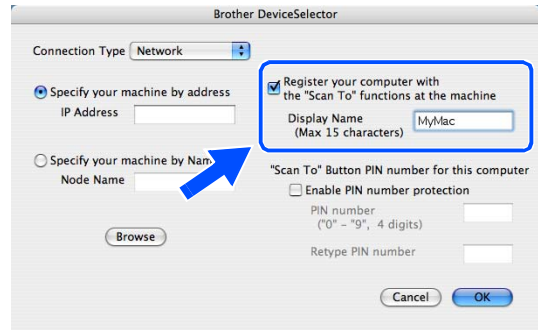 Brother DeviceSelector
Connection Type Network
Specify your machine by address
IP Address
Specify your machine by Nam
Node Name
Browse
Register your computer with
the "Scan To" functions at the machine
Display Name
(Max 15 characters)
MyMac
"Scan To" Button PIN number for this computer
Enable PIN number protection
PIN number
("0" – "9", 4 digits)
Retype PIN number
Cancel
OK